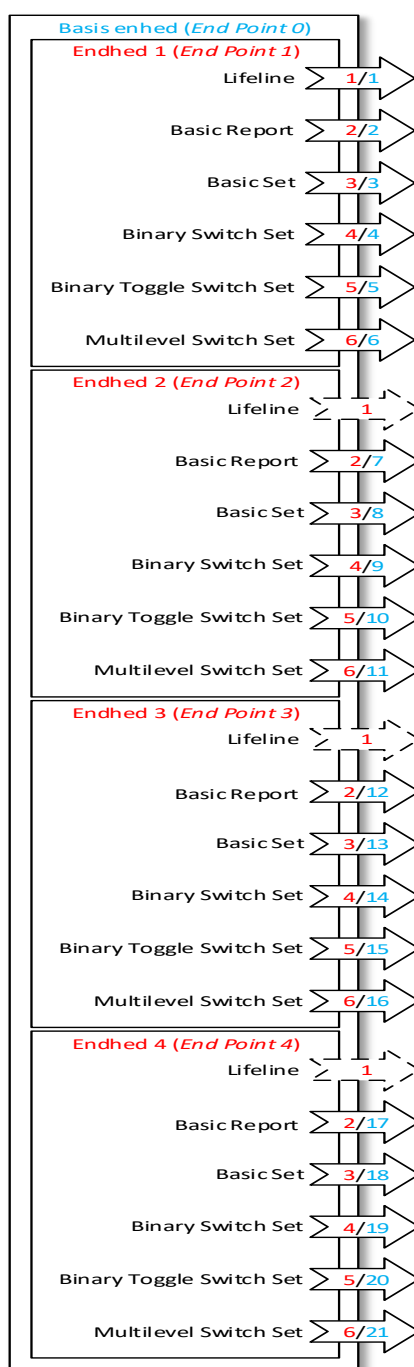 Basis enhed (End Point 0)
Endhed 1 (End Point 1)
Lifeline 1/1
Basic Report 2/2
Basic Set 3/3
Binary Switch Set 4/4
Binary Toggle Switch Set 5/5
Multilevel Switch Set 6/6
Endhed 2 (End Point 2)
Lifeline 1
Basic Report 2/7
Basic Set 3/8
Binary Switch Set 4/9
Binary Toggle Switch Set 5/10
Multilevel Switch Set 6/11
Endhed 3 (End Point 3)
Lifeline 1
Basic Report 2/12
Basic Set 3/13
Binary Switch Set 4/14
Binary Toggle Switch Set 5/15
Multilevel Switch Set 6/16
Endhed 4 (End Point 4)
Lifeline 1
Basic Report 2/17
Basic Set 3/18
Binary Switch Set 4/19
Binary Toggle Switch Set 5/20
Multilevel Switch Set 6/21